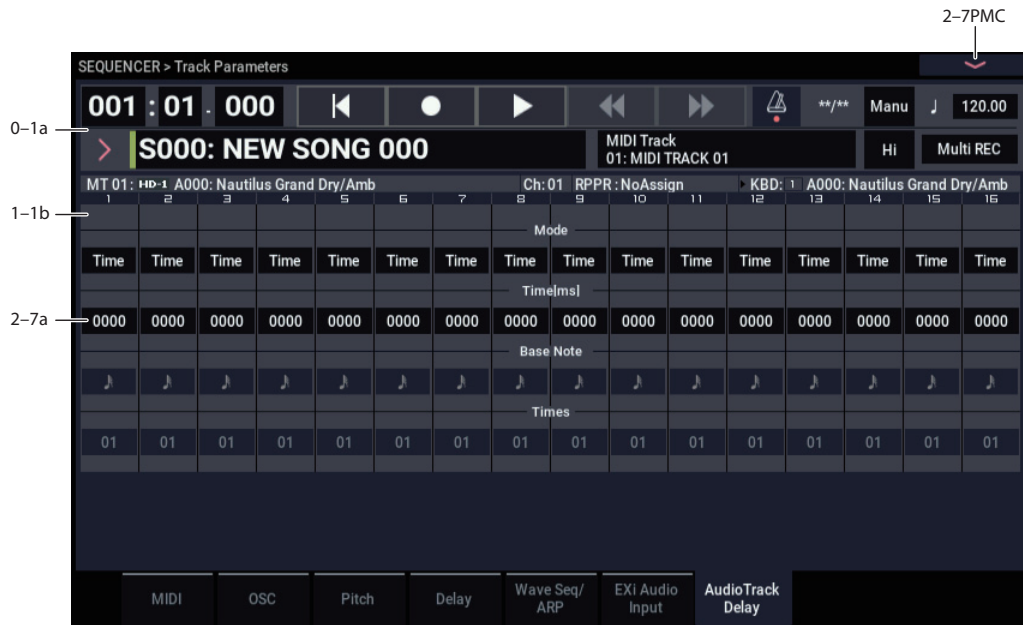 2–7PMC
SEQUENCER > Track Parameters
001 : 01 . 000 **/** Manu ♩ 120.00
0–1a
S000: NEW SONG 000
MIDI Track
01: MIDI TRACK 01
Hi
Multi REC
MT 01: HD-1 A000: Nautilus Grand Dry/Amb Ch: 01 RPPR : NoAssign KBD: 1 A000: Nautilus Grand Dry/Amb
1 2 3 4 5 6 7 8 9 10 11 12 13 14 15 16
1–1b
Mode
Time Time Time Time Time Time Time Time Time Time Time Time Time Time Time Time
Time[ms]
2–7a
0000 0000 0000 0000 0000 0000 0000 0000 0000 0000 0000 0000 0000 0000 0000 0000
Base Note
Times
01 01 01 01 01 01 01 01 01 01 01 01 01 01 01 01
MIDI
OSC
Pitch
Delay
Wave Seq/
ARP
EXi Audio
Input
AudioTrack
Delay